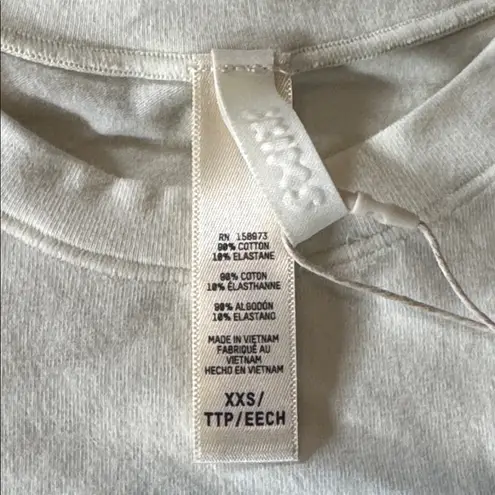 SKIMS
RN 158973
90% COTTON
10% ELASTANE
90% COTON
10% ÉLASTHANNE
90% ALGODÓN
10% ELASTANO
MADE IN VIETNAM
FABRIQUÉ AU
VIETNAM
HECHO EN VIETNAM
XXS/
TTP/EECH